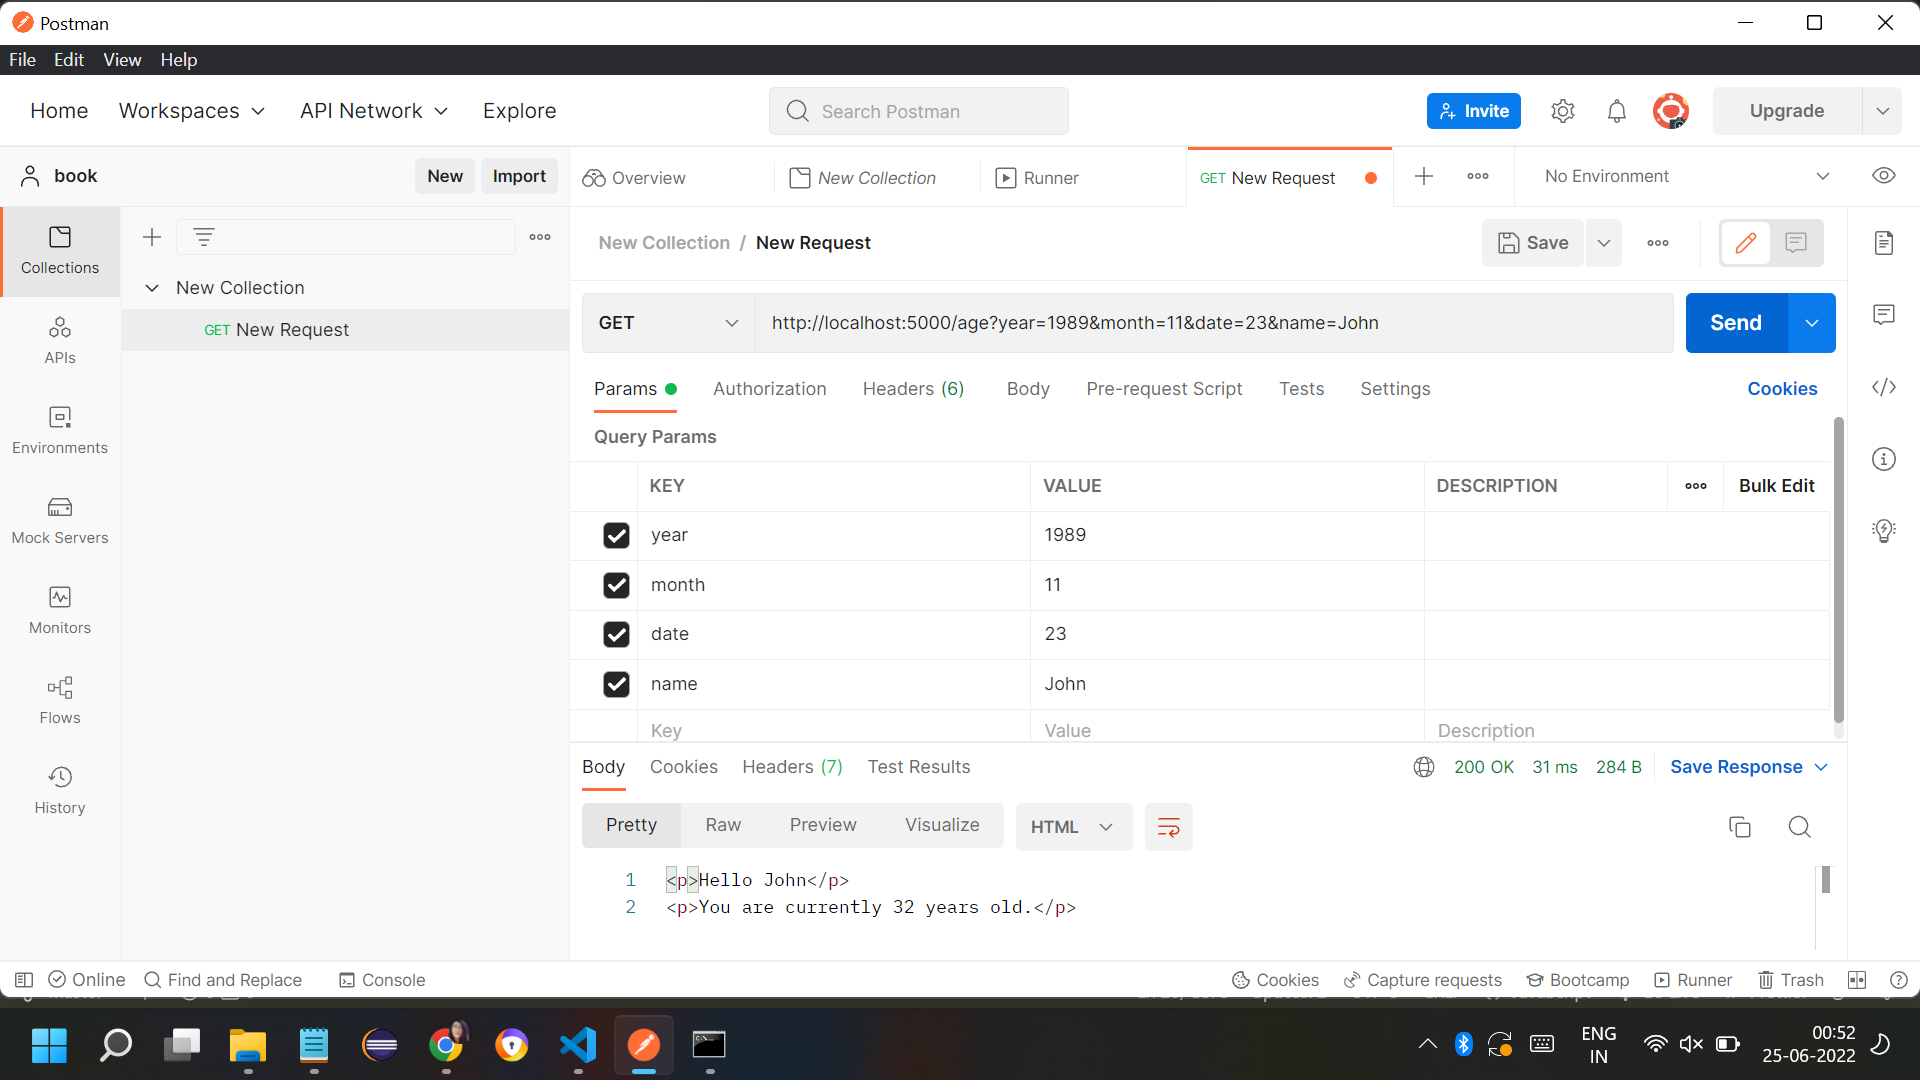 Postman
File Edit View Help
Home Workspaces API Network Explore Search Postman Invite Upgrade
book New Import Overview New Collection Runner GET New Request No Environment
Collections
New Collection / New Request Save
New Collection
GET New Request
GET http://localhost:5000/age?year=1989&month=11&date=23&name=John Send
APIs
Params Authorization Headers (6) Body Pre-request Script Tests Settings Cookies
Query Params
Environments
KEY VALUE DESCRIPTION Bulk Edit
year 1989
Mock Servers
month 11
Monitors
date 23
name John
Flows
Key Value Description
Body Cookies Headers (7) Test Results 200 OK 31 ms 284 B Save Response
History
Pretty Raw Preview Visualize HTML
1 <p>Hello John</p>
2 <p>You are currently 32 years old.</p>
Online Find and Replace Console Cookies Capture requests Bootcamp Runner Trash
ENG
IN
00:52
25-06-2022